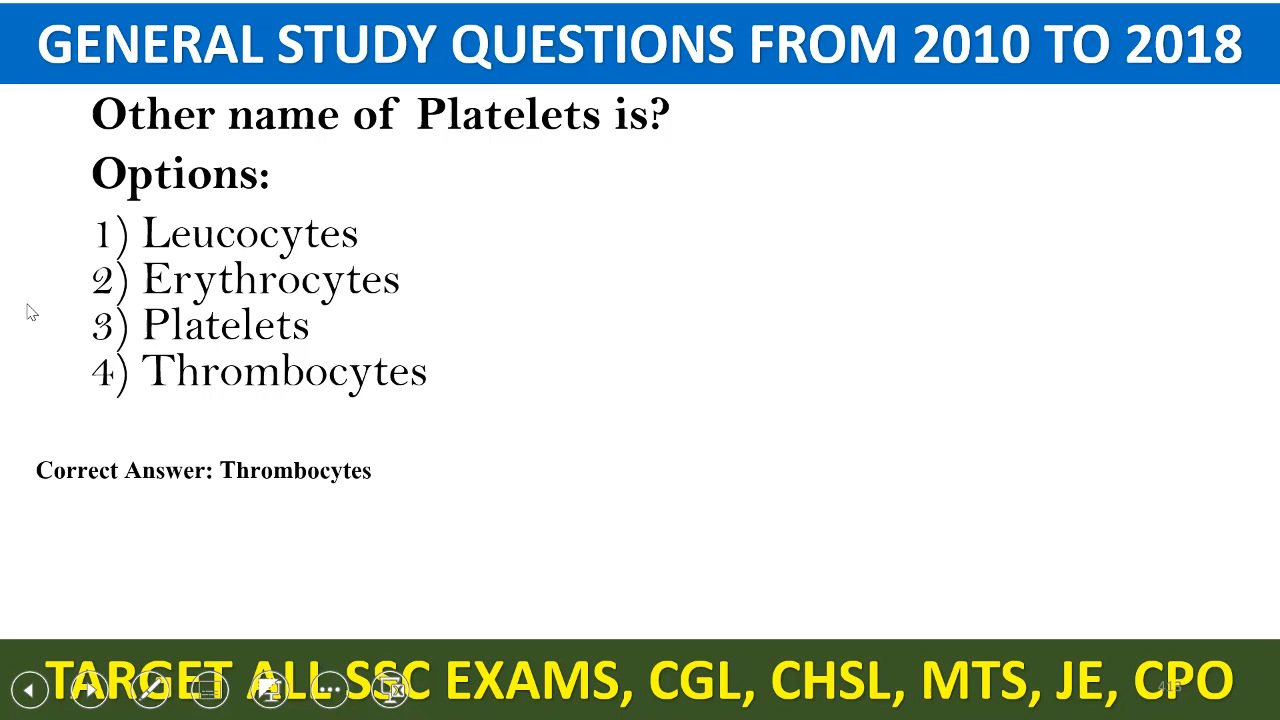 GENERAL STUDY QUESTIONS FROM 2010 TO 2018
Other name of Platelets is?
Options:
1) Leucocytes
2) Erythrocytes
3) Platelets
4) Thrombocytes
Correct Answer: Thrombocytes
TARGET ALL SSC EXAMS, CGL, CHSL, MTS, JE, CPO